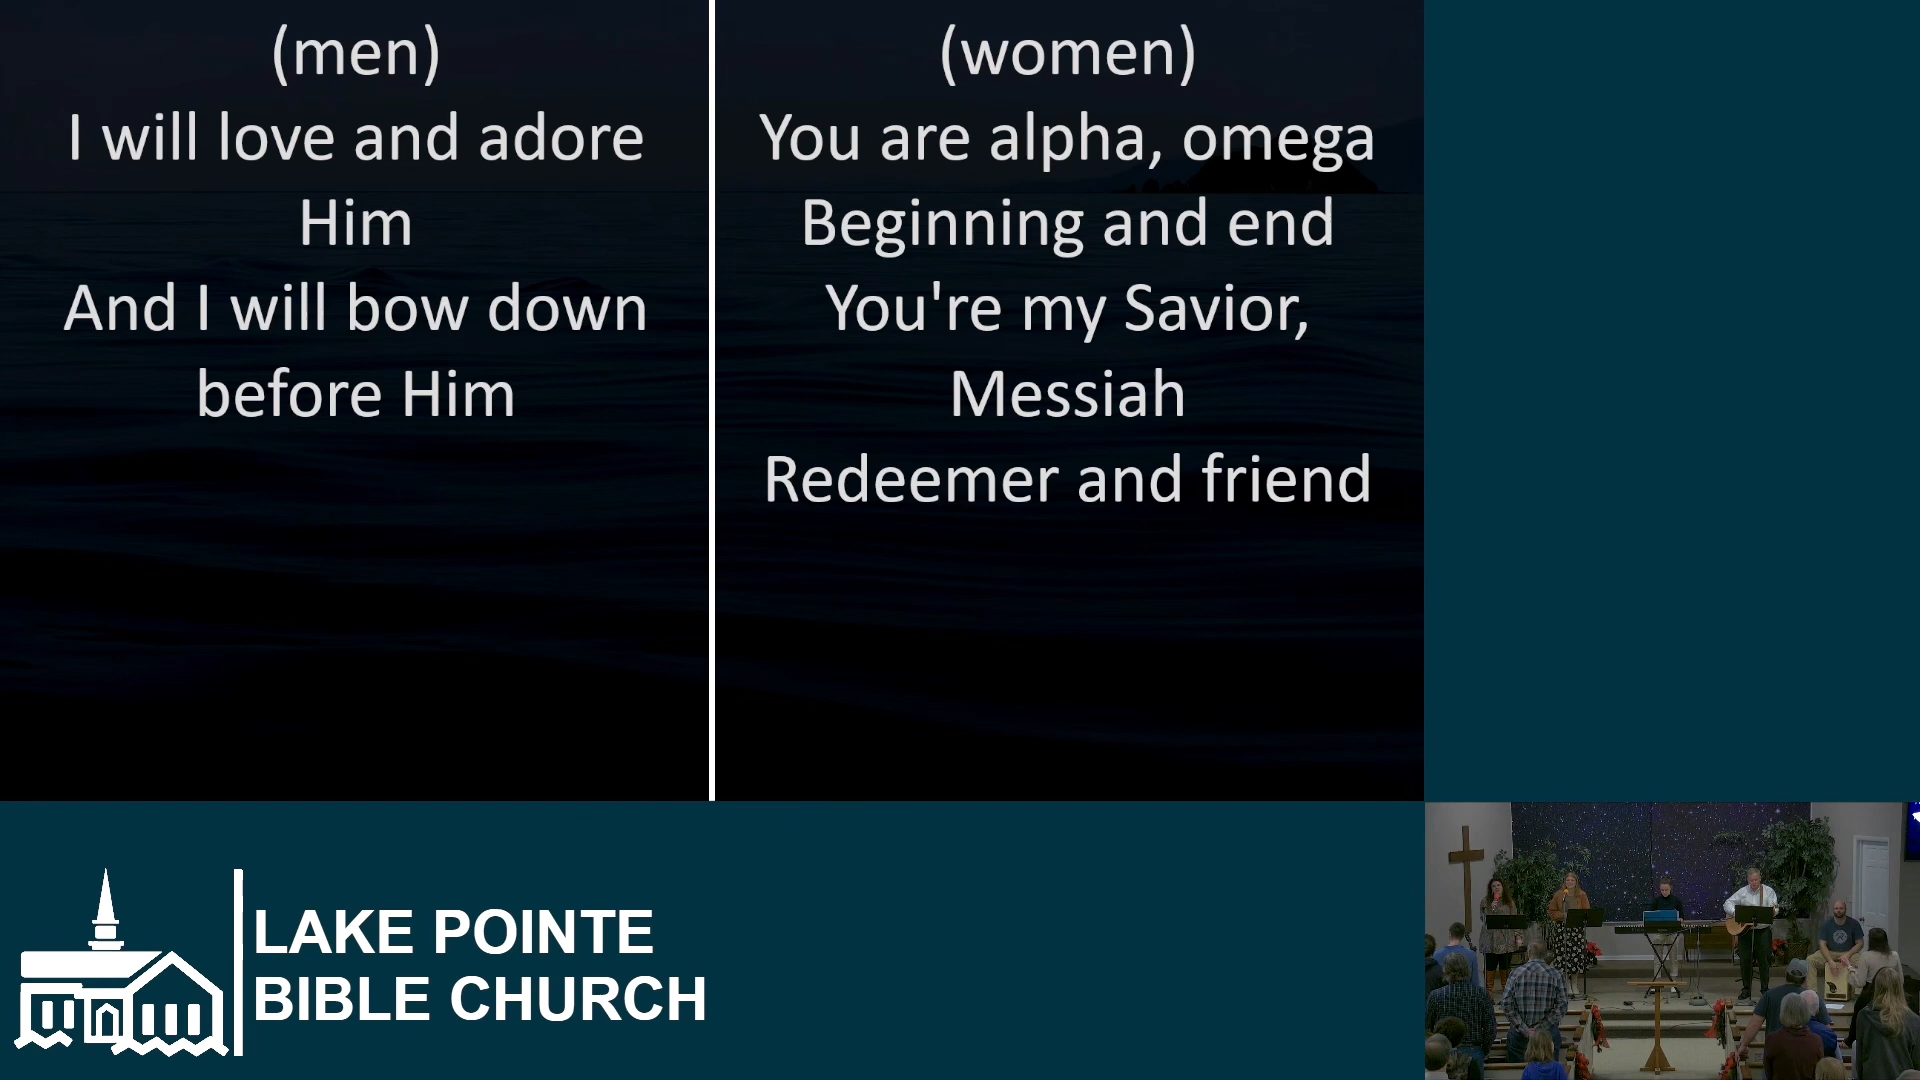 (men)
I will love and adore
Him
And I will bow down
before Him
(women)
You are alpha, omega
Beginning and end
You're my Savior,
Messiah
Redeemer and friend
LAKE POINTE
BIBLE CHURCH